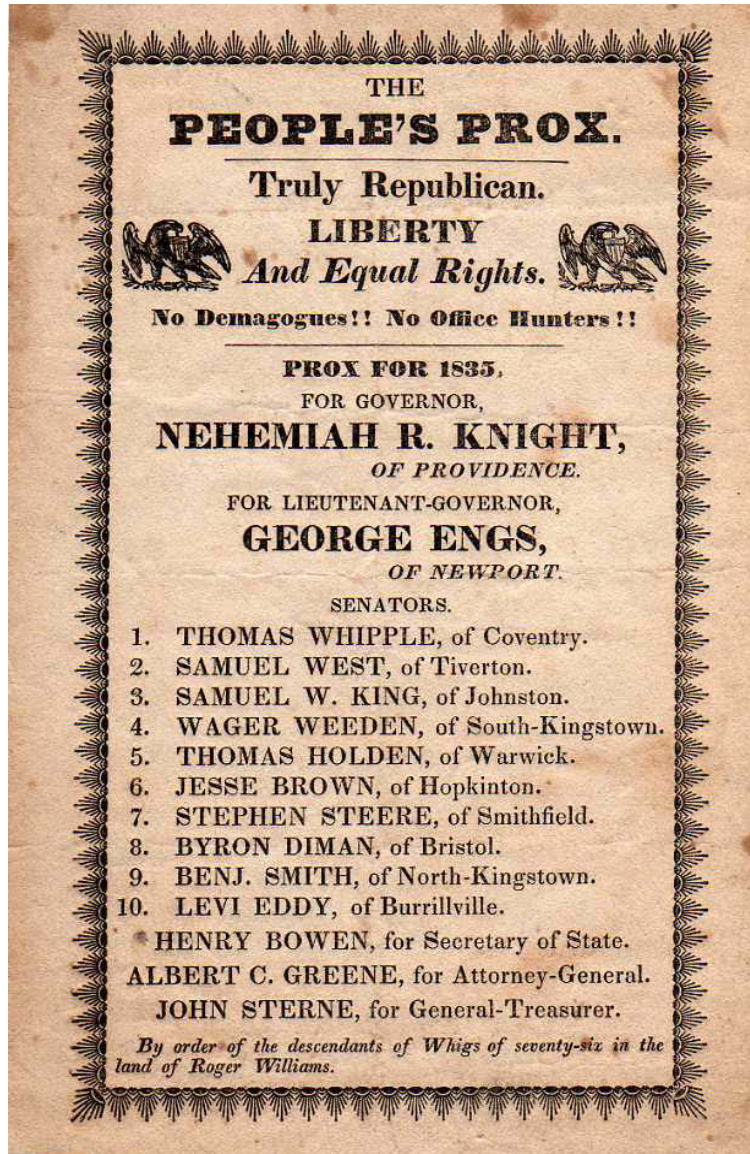 THE
PEOPLE'S PROX.
Truly Republican.
LIBERTY
And Equal Rights.
No Demagogues!! No Office Hunters!!
PROX FOR 1835,
FOR GOVERNOR,
NEHEMIAH R. KNIGHT,
OF PROVIDENCE.
FOR LIEUTENANT-GOVERNOR,
GEORGE ENGS,
OF NEWPORT.
SENATORS.
1. THOMAS WHIPPLE, of Coventry.
2. SAMUEL WEST, of Tiverton.
3. SAMUEL W. KING, of Johnston.
4. WAGER WEEDEN, of South-Kingstown.
5. THOMAS HOLDEN, of Warwick.
6. JESSE BROWN, of Hopkinton.
7. STEPHEN STEERE, of Smithfield.
8. BYRON DIMAN, of Bristol.
9. BENJ. SMITH, of North-Kingstown.
10. LEVI EDDY, of Burrillville.
HENRY BOWEN, for Secretary of State.
ALBERT C. GREENE, for Attorney-General.
JOHN STERNE, for General-Treasurer.
By order of the descendants of Whigs of seventy-six in the
land of Roger Williams.